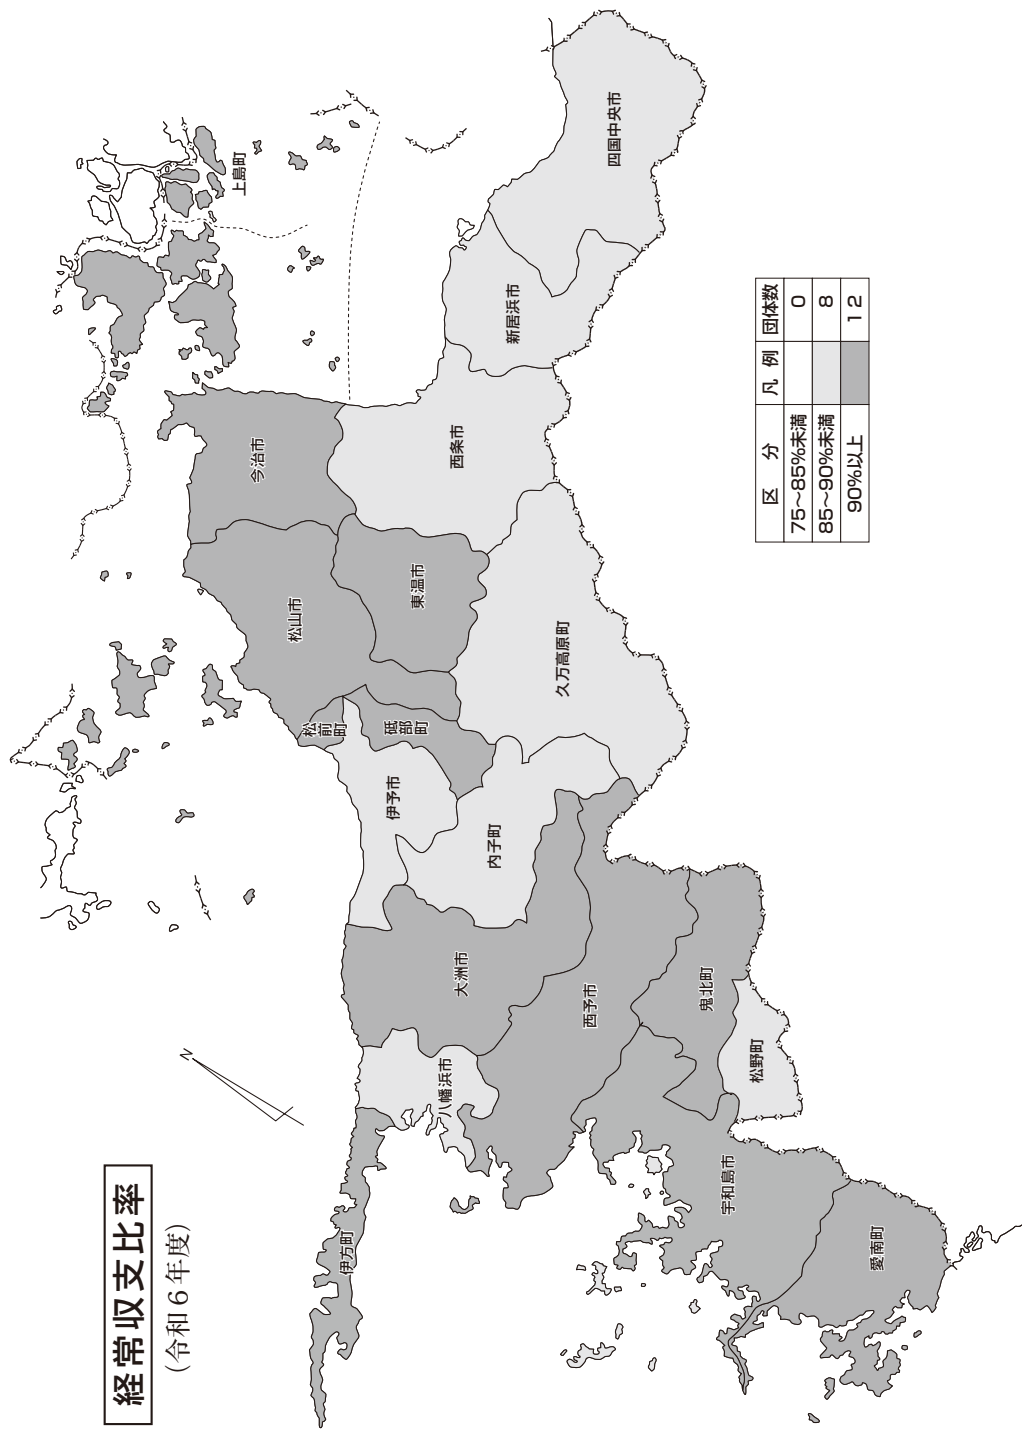 経常収支比率
(令和6年度)
N
上島町
四国中央市
新居浜市
西条市
今治市
松山市
東温市
久万高原町
松前町
砥部町
伊予市
内子町
大洲市
八幡浜市
西予市
鬼北町
松野町
伊方町
宇和島市
愛南町
区 分 凡 例 団体数
75〜85%未満 0
85〜90%未満 8
90%以上 12